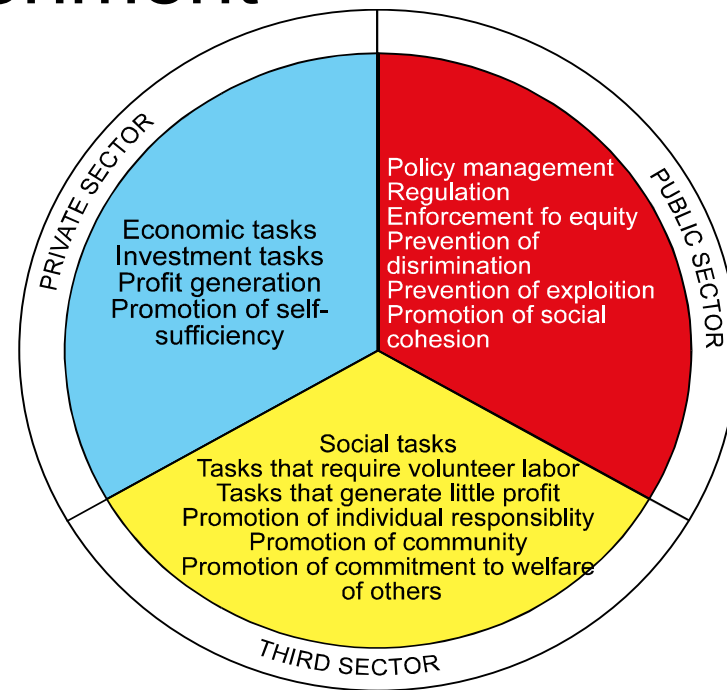 PRIVATE SECTOR
Economic tasks
Investment tasks
Profit generation
Promotion of self-
sufficiency
PUBLIC SECTOR
Policy management
Regulation
Enforcement fo equity
Prevention of
disrimination
Prevention of exploition
Promotion of social
cohesion
Social tasks
Tasks that require volunteer labor
Tasks that generate little profit
Promotion of individual responsiblity
Promotion of community
Promotion of commitment to welfare
of others
THIRD SECTOR